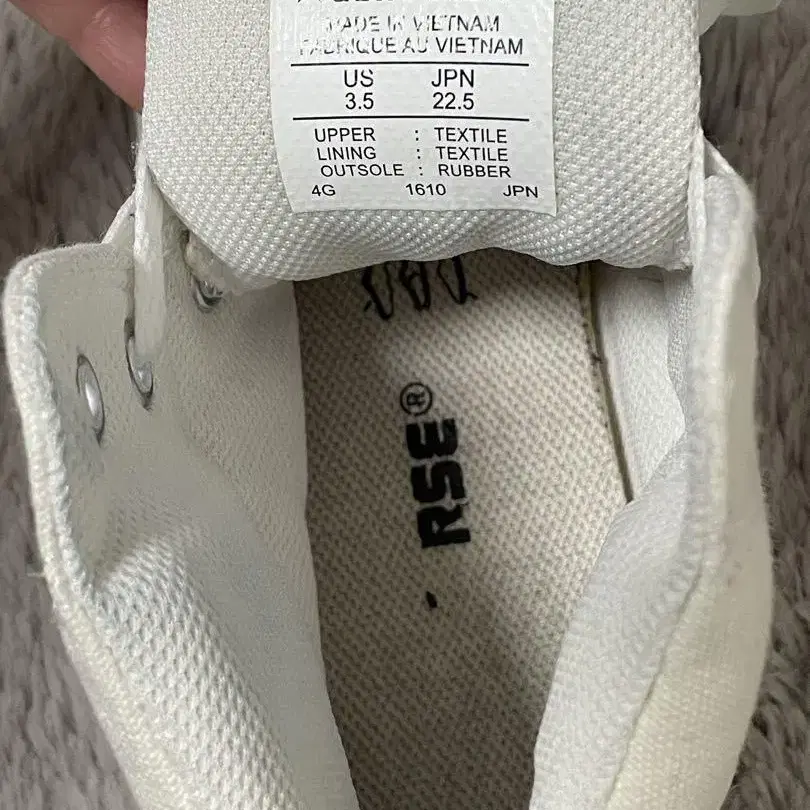 MADE IN VIETNAM
FABRIQUE AU VIETNAM
US JPN
3.5 22.5
UPPER : TEXTILE
LINING : TEXTILE
OUTSOLE : RUBBER
4G 1610 JPN
RSE®